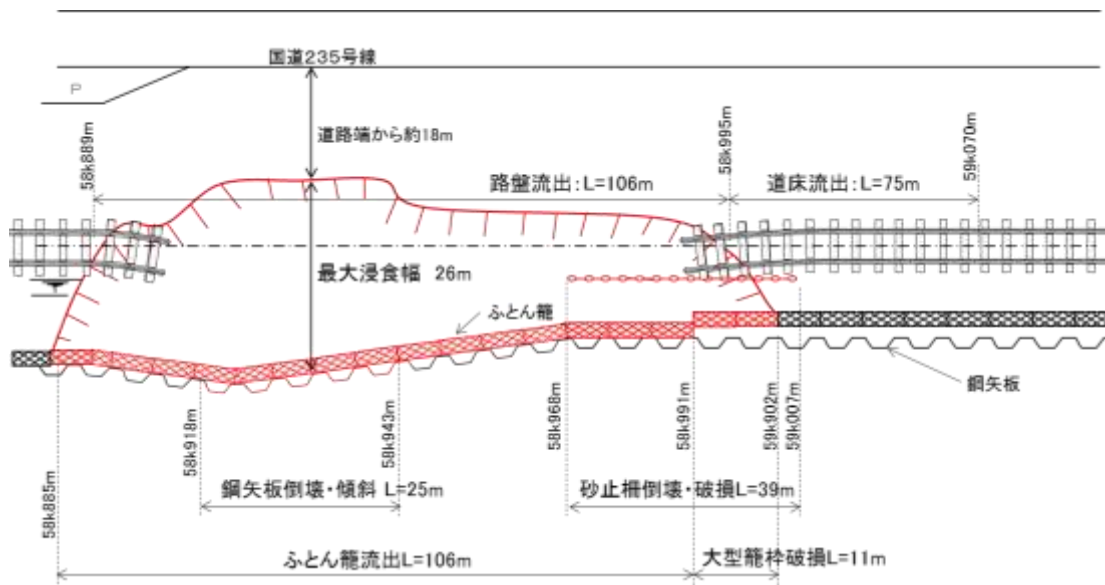 国道235号線
P
道路端から約18m
58k889m
58k995m
59k070m
路盤流出:L=106m
道床流出:L=75m
最大浸食幅 26m
ふとん籠
鋼矢板
58k885m
58k918m
58k943m
58k968m
58k991m
59k902m
59k007m
鋼矢板倒壊・傾斜 L=25m
砂止柵倒壊・破損L=39m
ふとん籠流出L=106m
大型籠枠破損L=11m